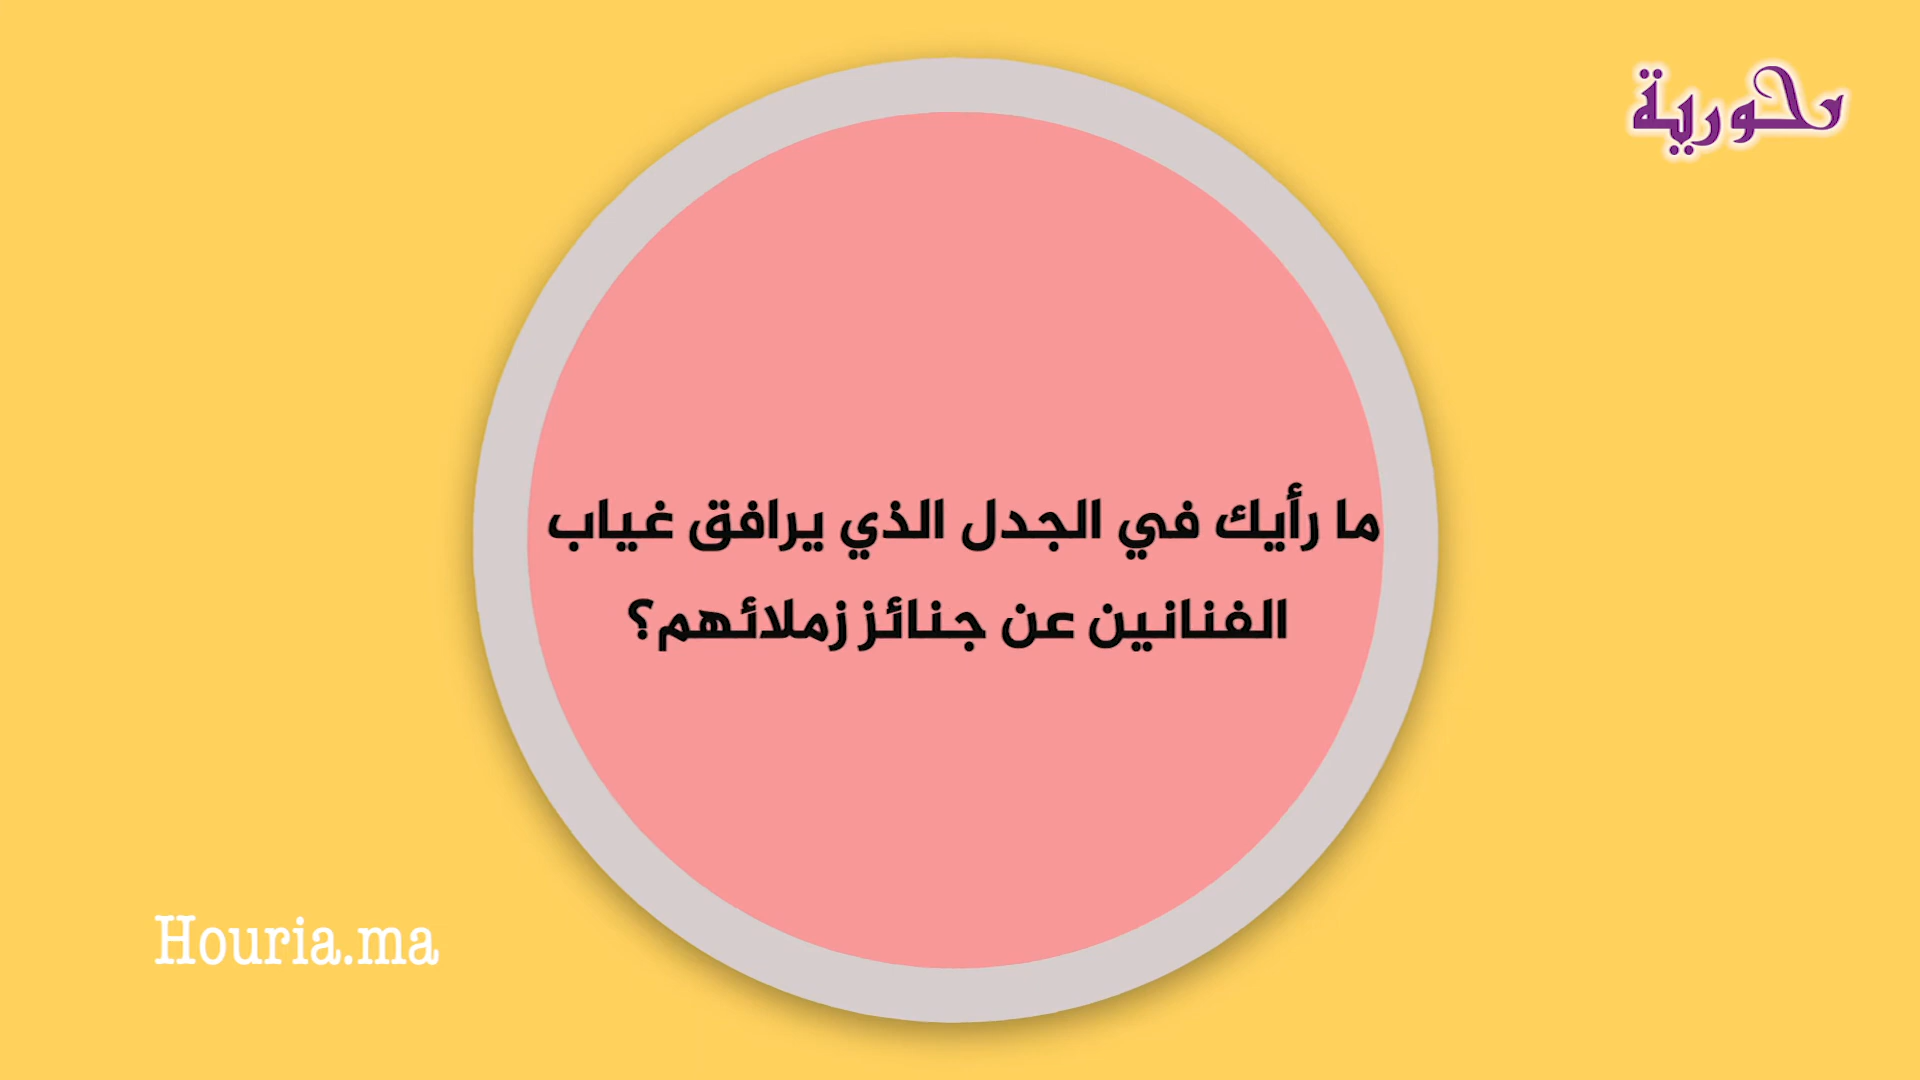 حورية
ما رأيك في الجدل الذي يرافق غياب
الفنانين عن جنائز زملائهم؟
Houria.ma